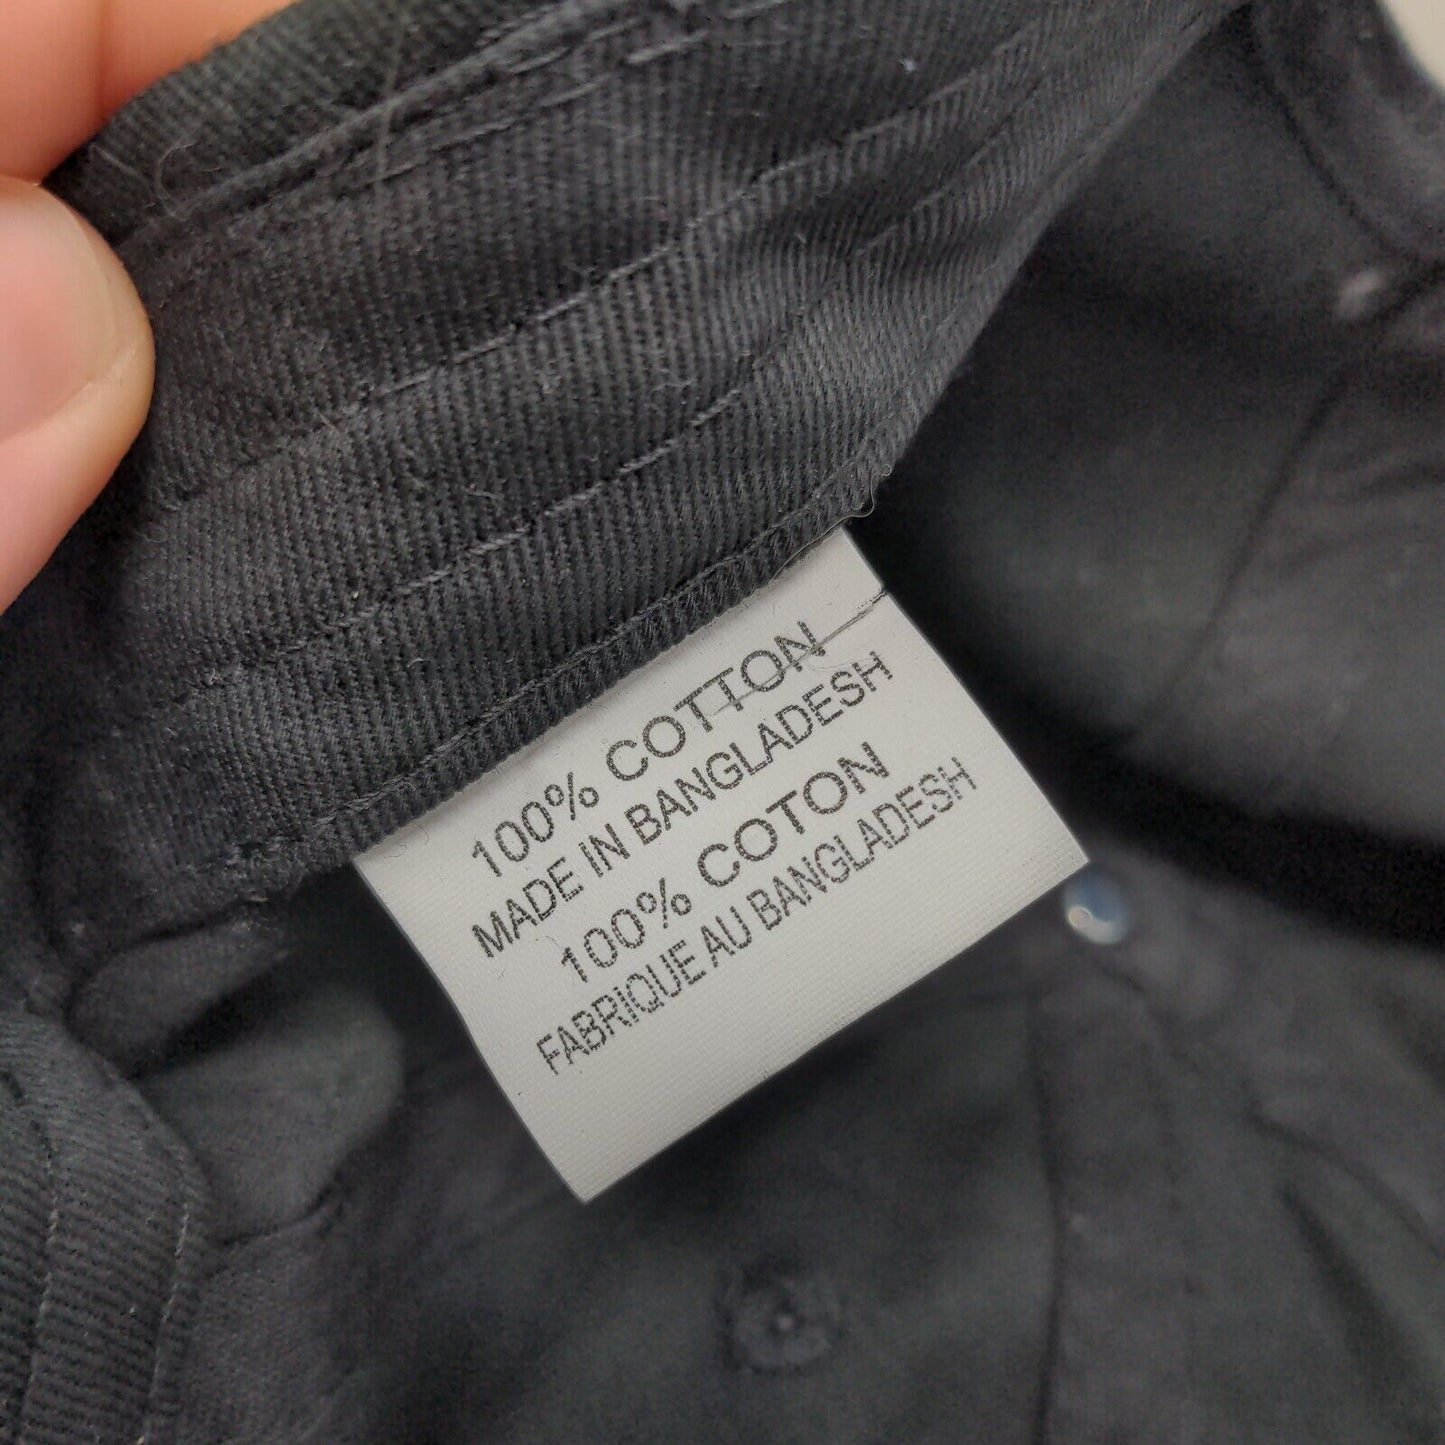 100% COTTON
MADE IN BANGLADESH
100% COTON
FABRIQUE AU BANGLADESH